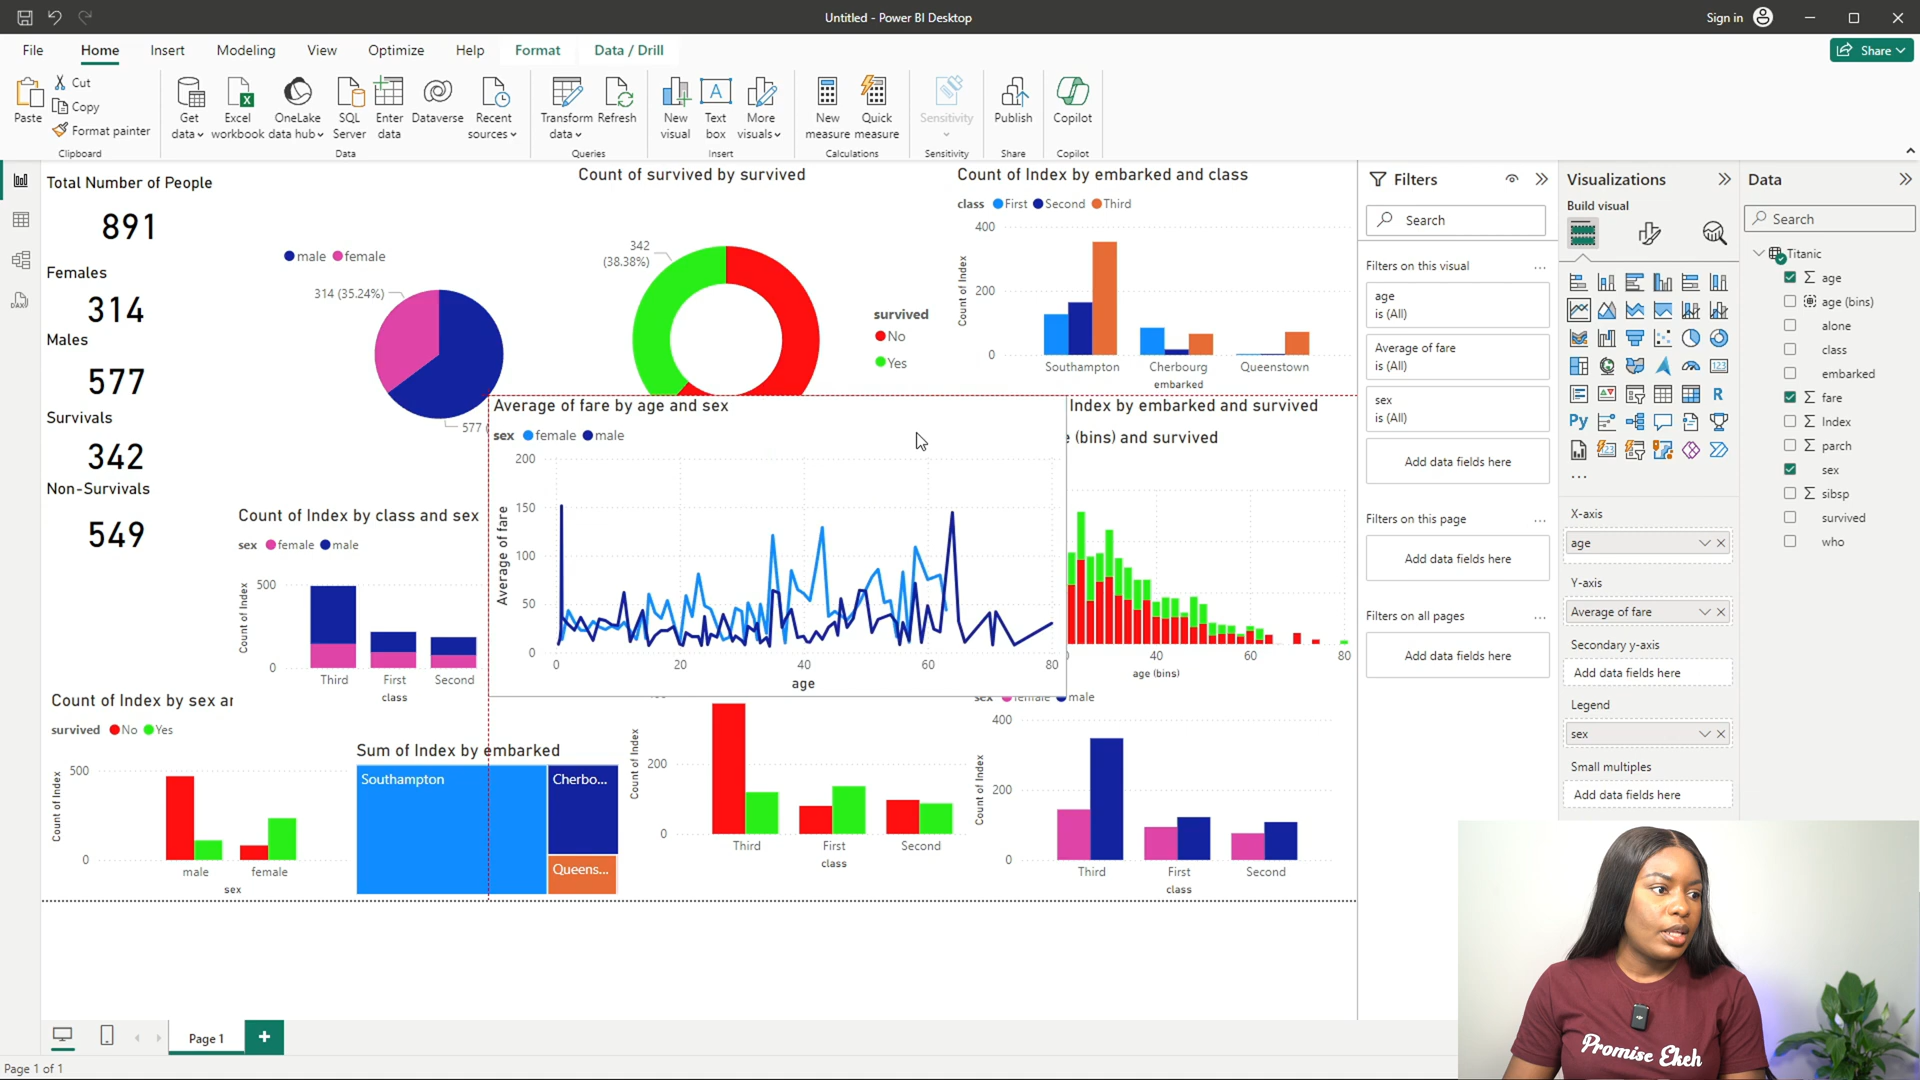 Untitled - Power BI Desktop
Sign in
File Home Insert Modeling View Optimize Help Format Data / Drill
Share
Paste
Cut
Copy
Format painter
Clipboard
Get data
Excel workbook
OneLake data hub
SQL Server
Enter data
Dataverse
Recent sources
Data
Transform data
Refresh
Queries
New visual
Text box
More visuals
Insert
New measure
Quick measure
Calculations
Sensitivity
Sensitivity
Publish
Share
Copilot
Copilot
Total Number of People
891
Females
314
Males
577
Survivals
342
Non-Survivals
549
male female
314 (35.24%)
577 (
Count of survived by survived
342
(38.38%)
survived
No
Yes
Count of Index by embarked and class
class First Second Third
Count of Index
400
200
0
Southampton Cherbourg Queenstown
embarked
Average of fare by age and sex
sex female male
Average of fare
200
150
100
50
0
0 20 40 60 80
age
Index by embarked and survived
(bins) and survived
40 60 80
age (bins)
Count of Index by class and sex
sex female male
Count of Index
500
0
Third First Second
class
Count of Index by sex ar
survived No Yes
Count of Index
500
0
male female
sex
Sum of Index by embarked
Southampton
Cherbo...
Queens...
Count of Index
200
0
Third First Second
class
sex female male
Count of Index
400
200
0
Third First Second
class
Filters
Search
Filters on this visual ...
age
is (All)
Average of fare
is (All)
sex
is (All)
Add data fields here
Filters on this page ...
Add data fields here
Filters on all pages ...
Add data fields here
Visualizations
Build visual
123
R
Py
...
X-axis
age
Y-axis
Average of fare
Secondary y-axis
Add data fields here
Legend
sex
Small multiples
Add data fields here
Data
Search
Titanic
age
age (bins)
alone
class
embarked
fare
Index
parch
sex
sibsp
survived
who
Page 1
Page 1 of 1
Promise Ekeh